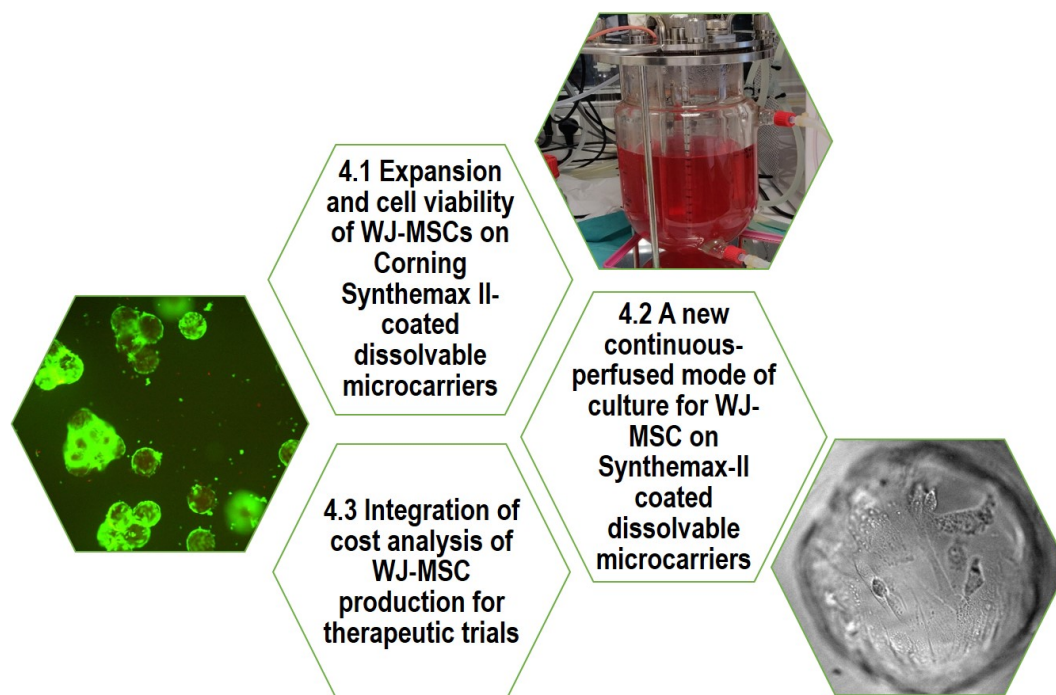 4.1 Expansion
and cell viability
of WJ-MSCs on
Corning
Synthemax II-
coated
dissolvable
microcarriers
4.2 A new
continuous-
perfused mode of
culture for WJ-
MSC on
Synthemax-II
coated
dissolvable
microcarriers
4.3 Integration of
cost analysis of
WJ-MSC
production for
therapeutic trials